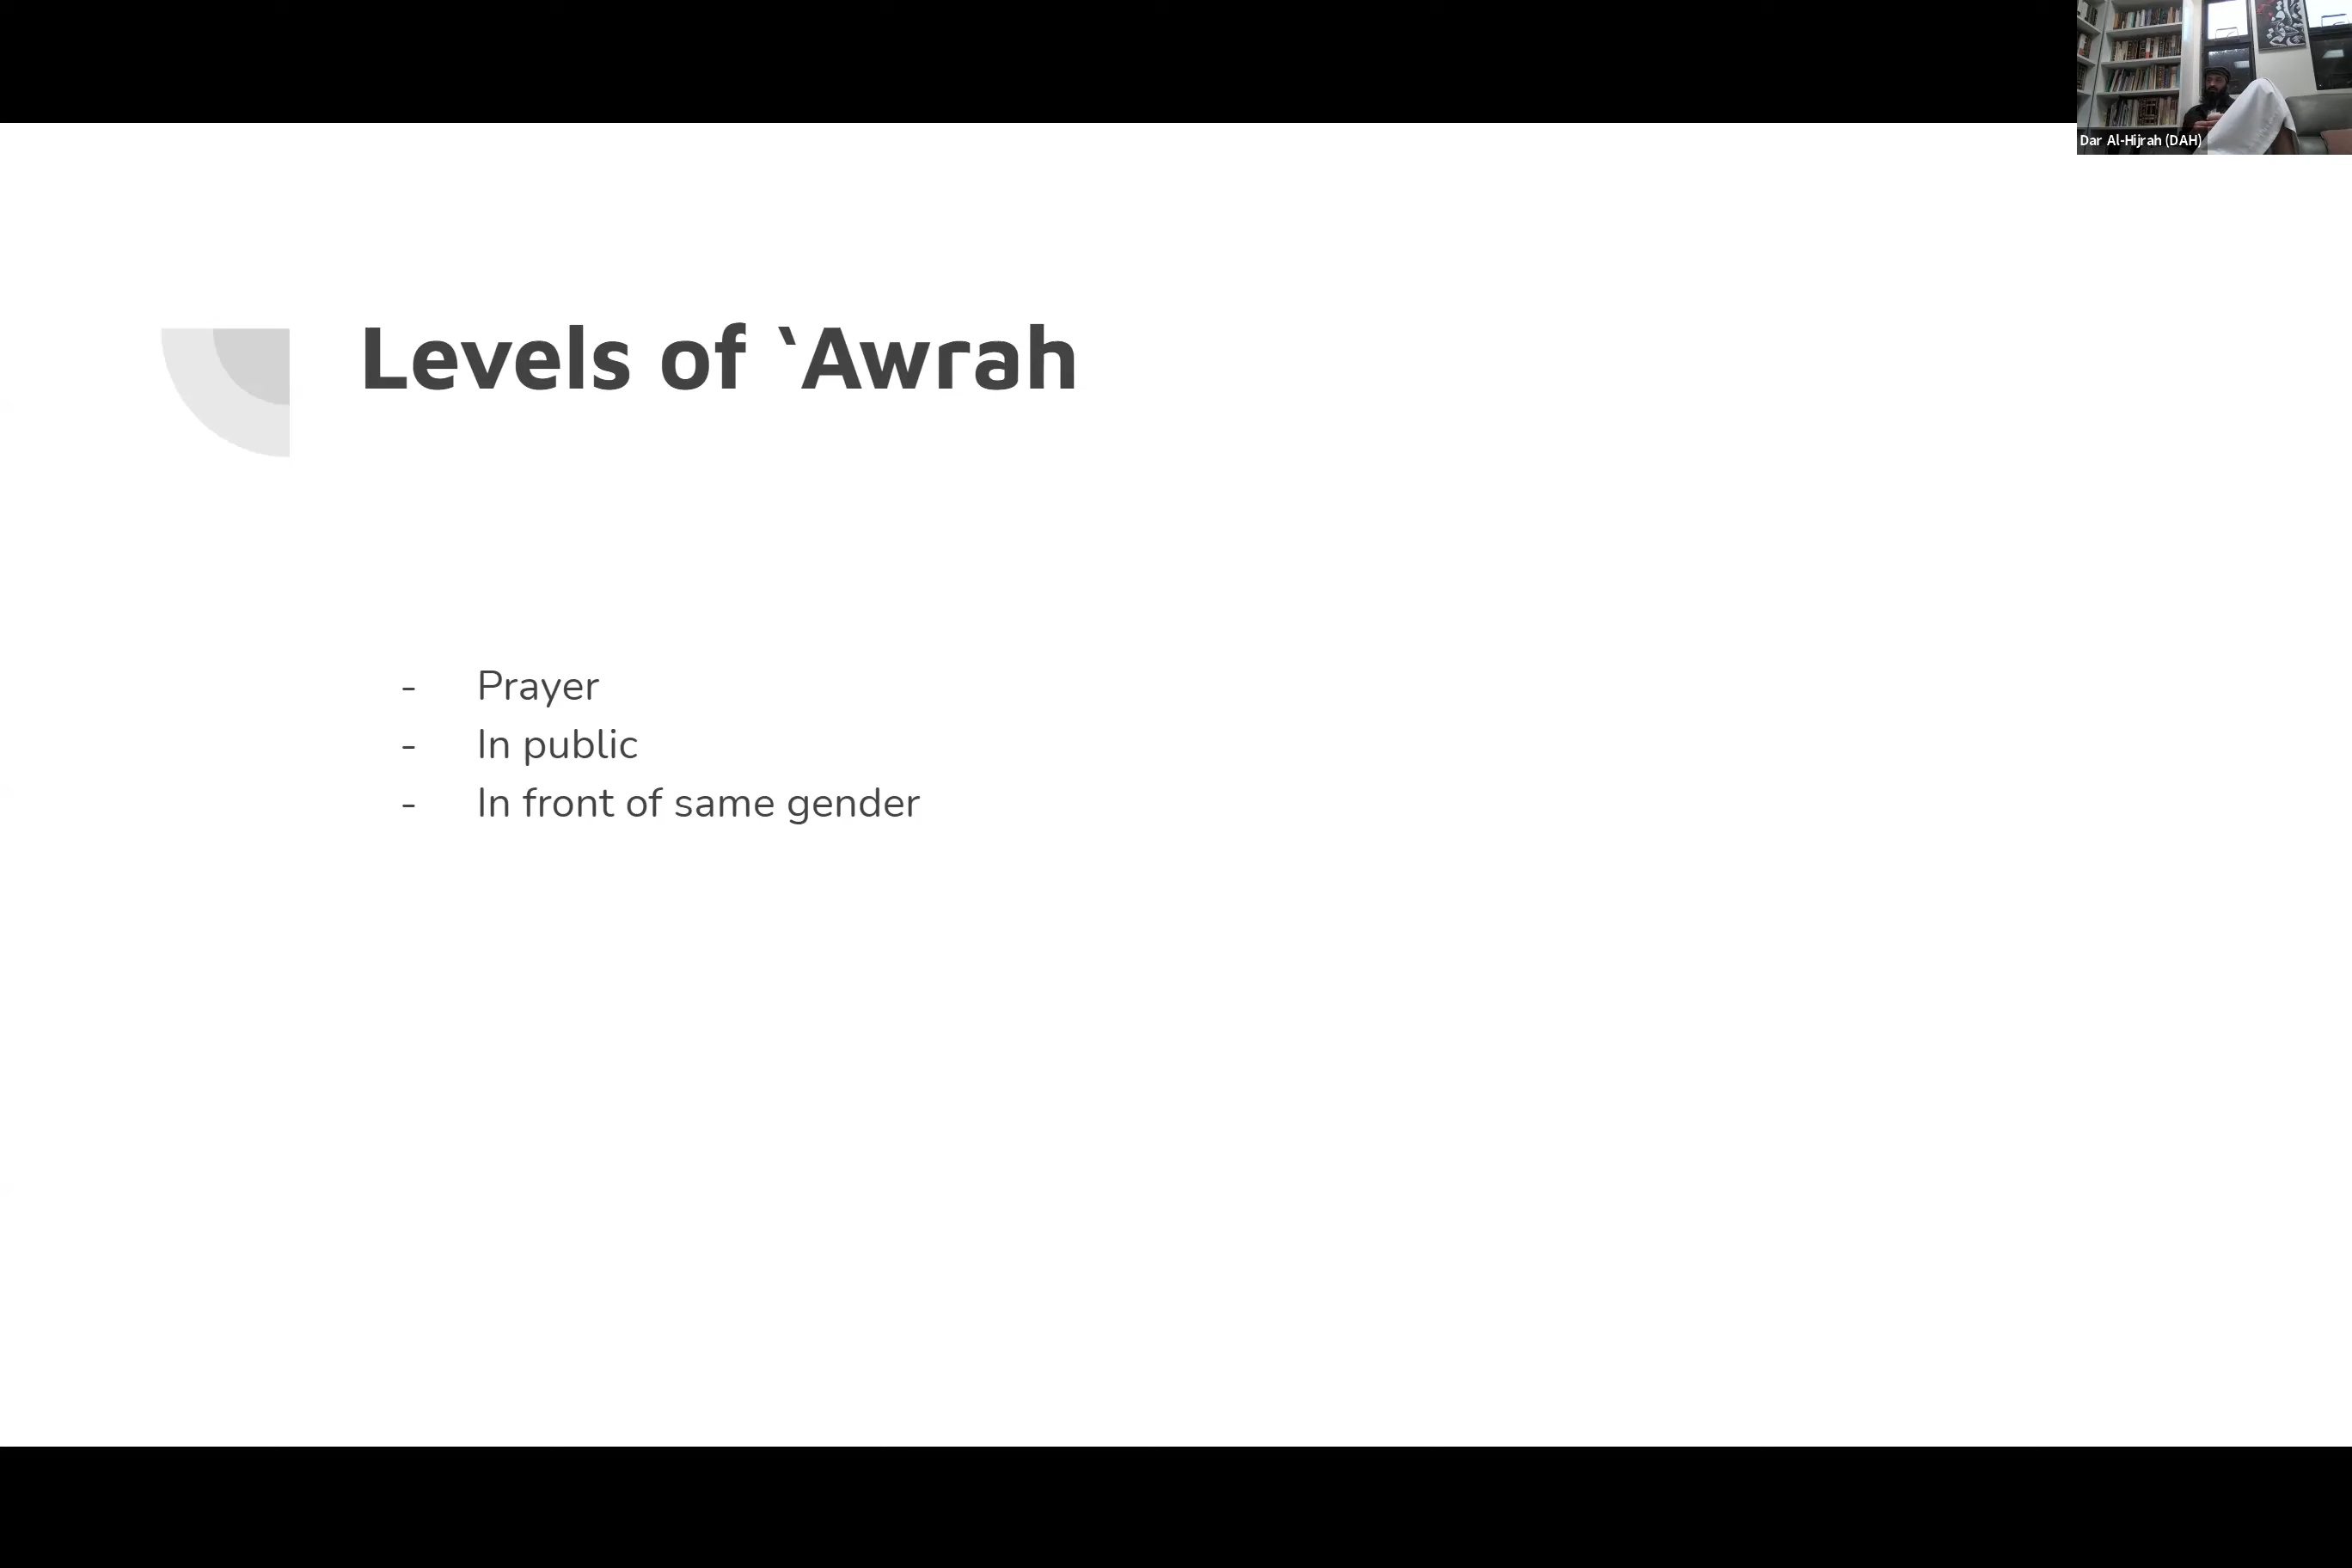 Dar Al-Hijrah (DAH)
Levels of `Awrah
- Prayer
- In public
- In front of same gender